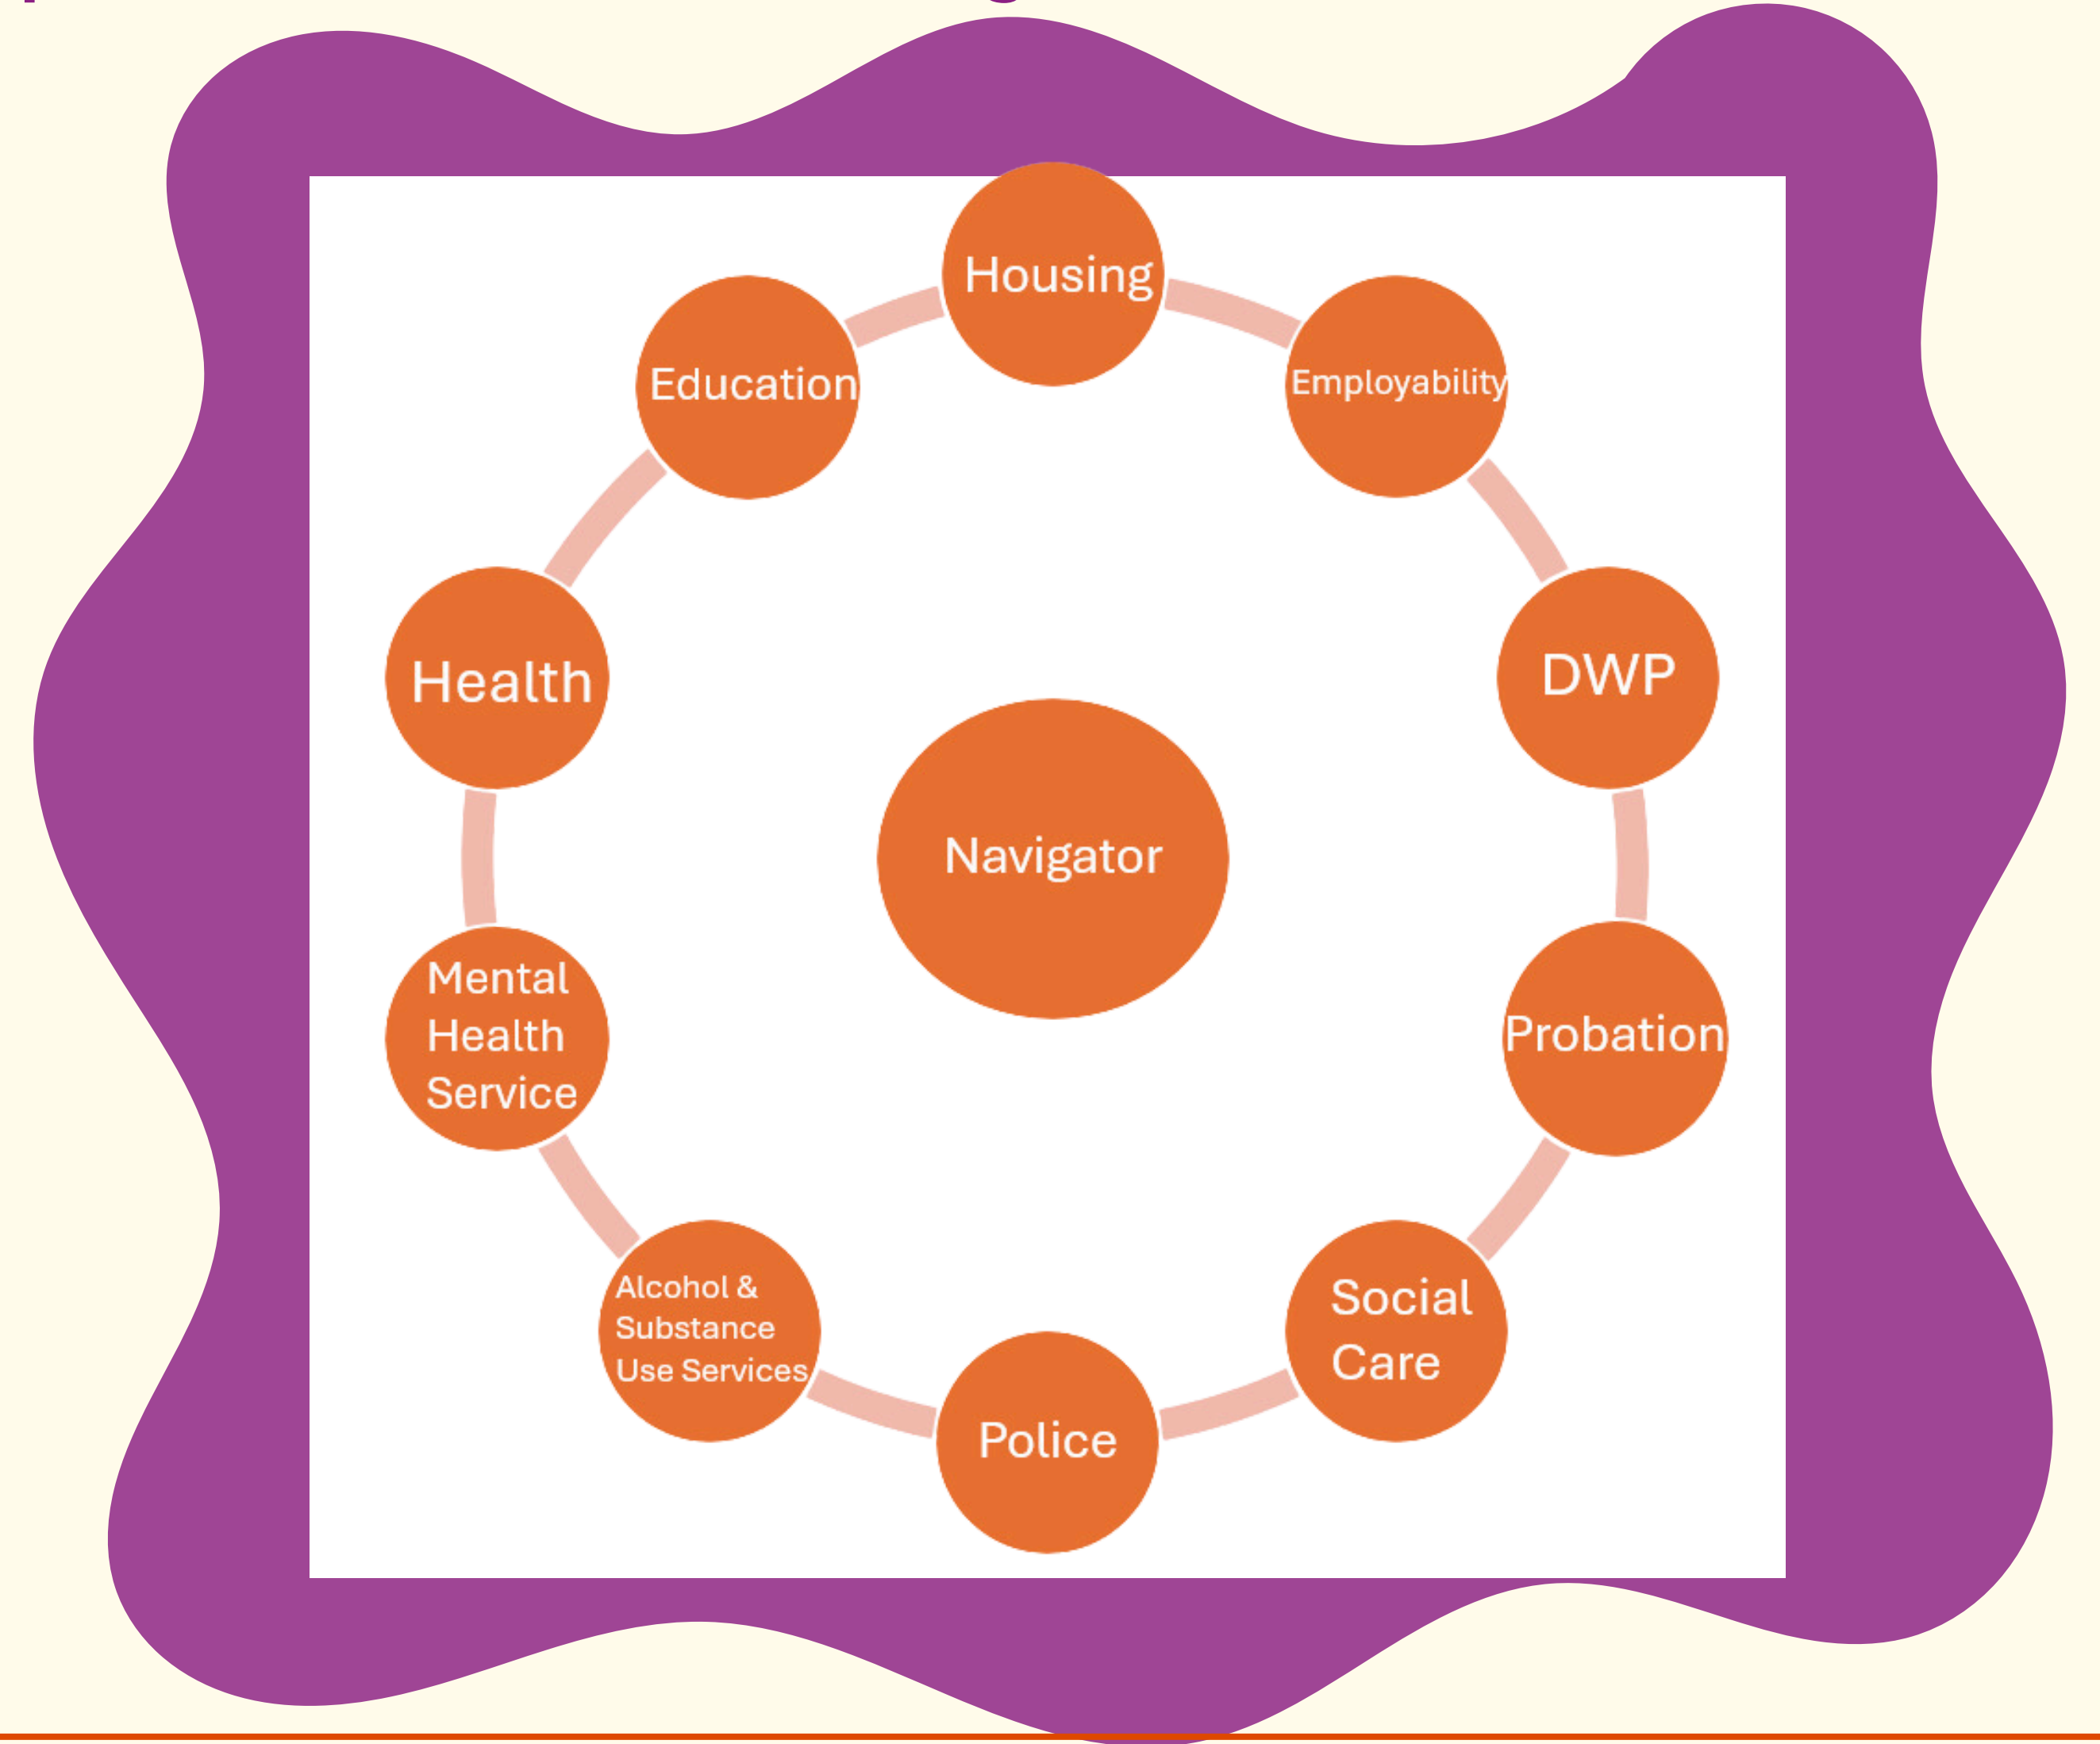 Housing
Education
Employability
Health
DWP
Navigator
Mental
Health
Service
Probation
Alcohol &
Substance
Use Services
Social
Care
Police